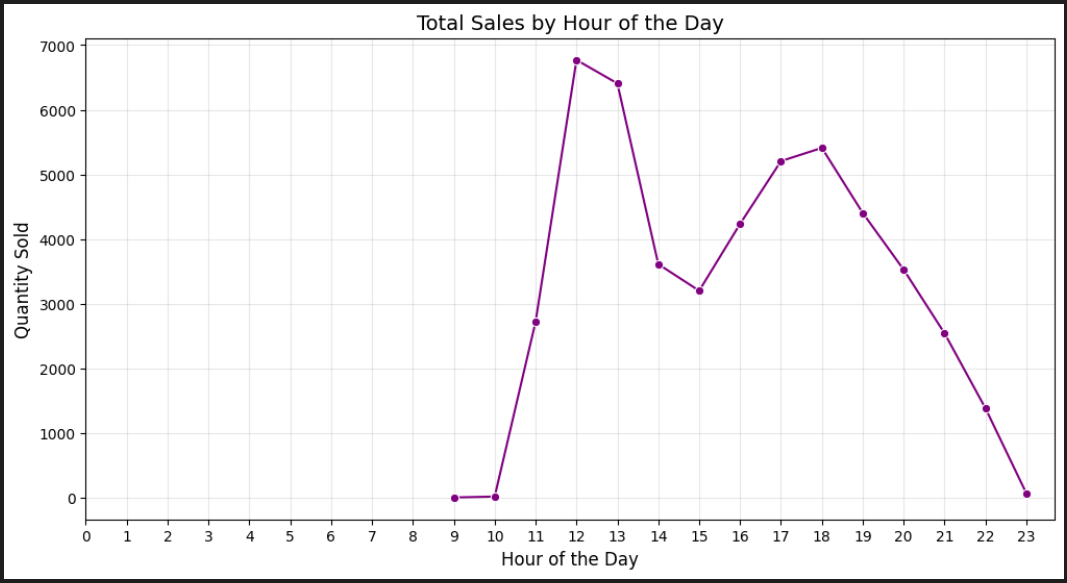 Total Sales by Hour of the Day
7000
6000
5000
4000
3000
2000
1000
0
Quantity Sold
0 1 2 3 4 5 6 7 8 9 10 11 12 13 14 15 16 17 18 19 20 21 22 23
Hour of the Day